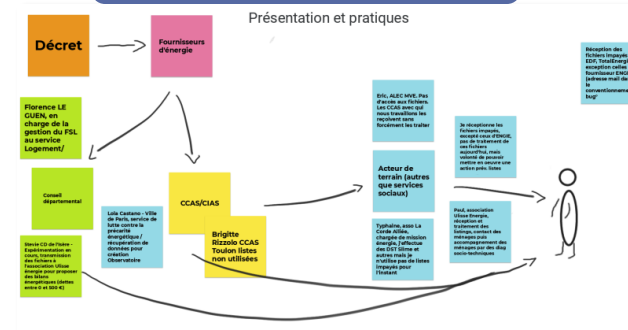 Présentation et pratiques
Décret
Fournisseurs
d'énergie
Réception des
fichiers impayés
EDF, TotalEnergi
exception celles
fournisseur ENGI
(adresse mail de
le
conventionneme
bug"
Florence LE
GUEN, en
charge de la
gestion du FSL
au service
Logement/
Eric, ALEC MVE. Pas
d'accès aux fichiers.
Les CCAS avec qui
nous travaillons les
reçoivent sans
forcément les traiter
Je réceptionne les
fichiers impayés,
excepté ceux d'ENGIE,
pas de traitement de
ces fichiers
aujourd'hui, mais
volonté de pouvoir
mettre en oeuvre une
action prév. listes
Conseil
départemental
CCAS/CIAS
Acteur de
terrain (autres
que services
sociaux)
Lola Castano - Ville
de Paris, service de
lutte contre la
précarité
énergétique /
récupération de
données pour
création
Observatoire
Brigitte
Rizzolo CCAS
Toulon listes
non utilisées
Paul, association
Ulisse Energie,
réception et
traitement des
listings, contact des
ménages puis
accompagnement des
ménages par des diag
socio-techniques
Typhaine, asso La
Corde Alliée,
chargée de mission
énergie, j'effectue
des DST Slime et
autres mais je
n'utilise pas de listes
impayés pour
l'instant
CD de l'Isère -
Expérimentation en
cours, transmission
des fichiers à
l'association Ulisse
énergie pour proposer
des bilans
énergétiques (dettes
entre 0 et 500 €)